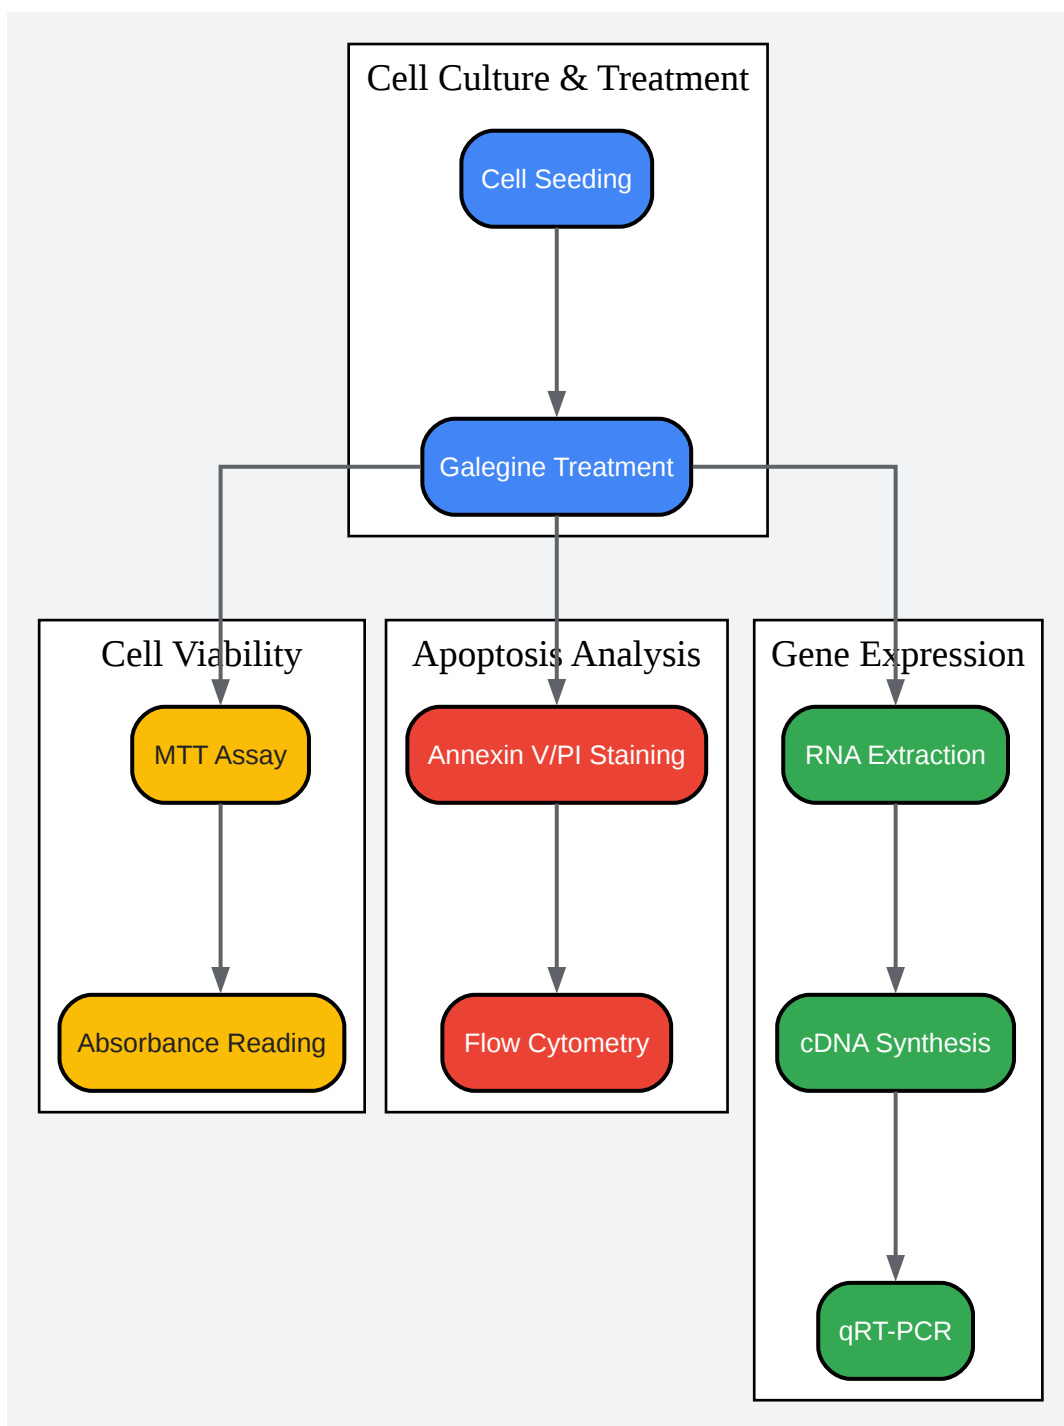 Cell Culture & Treatment
Cell Seeding
Galegine Treatment
Cell Viability
MTT Assay
Absorbance Reading
Apoptosis Analysis
Annexin V/PI Staining
Flow Cytometry
Gene Expression
RNA Extraction
cDNA Synthesis
qRT-PCR